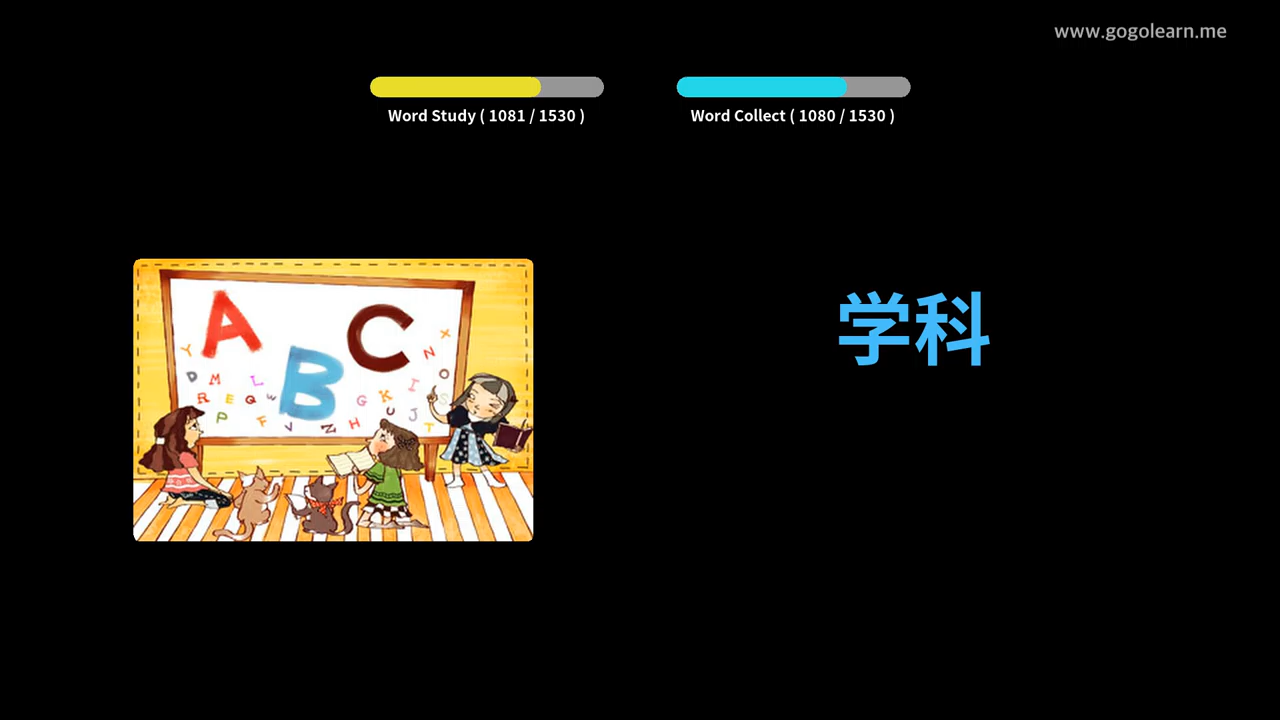 www.gogolearn.me
Word Study ( 1081 / 1530 )
Word Collect ( 1080 / 1530 )
学科
A
B
C
X
Y
N
D
M
L
O
I
R
E
Q
W
G
K
S
P
F
V
Z
H
U
J
T